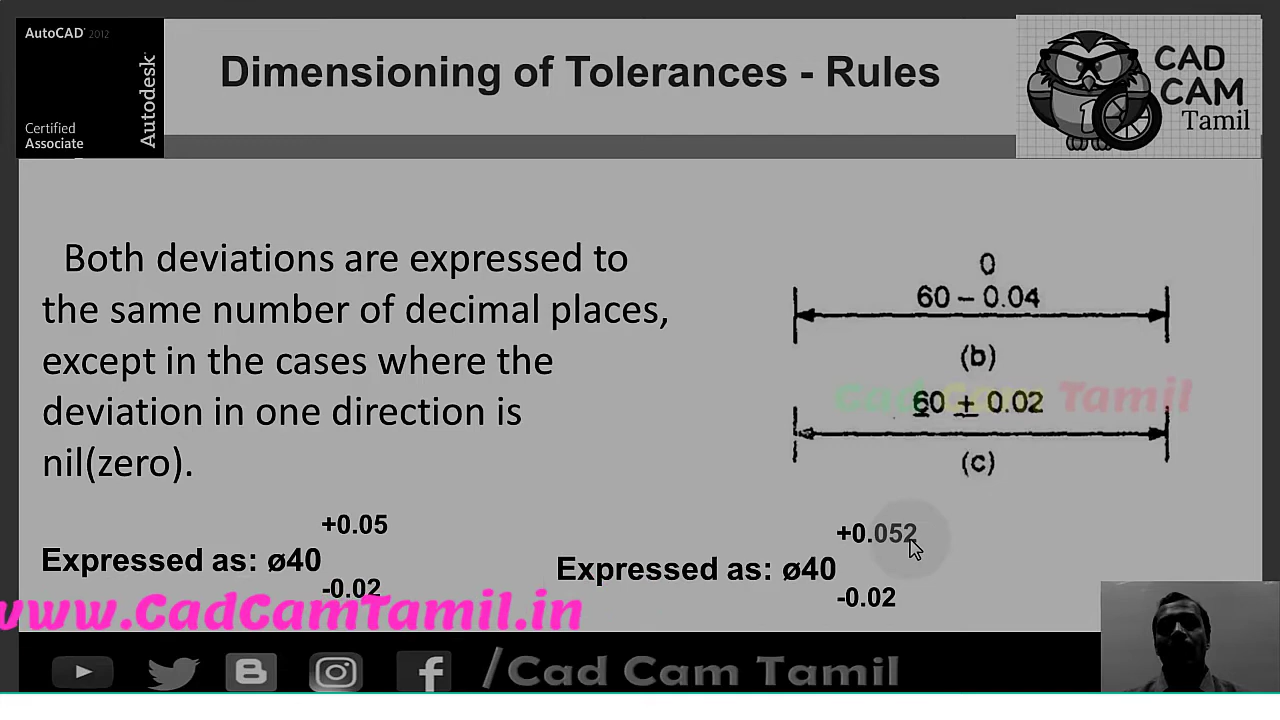 AutoCAD 2012
Autodesk
Certified
Associate
Dimensioning of Tolerances - Rules
CAD
CAM
Tamil
1
Both deviations are expressed to
the same number of decimal places,
except in the cases where the
deviation in one direction is
nil(zero).
0
60 – 0.04
(b)
Cad Cam Tamil
60 ± 0.02
(c)
+0.05
Expressed as: ø40
-0.02
+0.052
Expressed as: ø40
-0.02
www.CadCamTamil.in
/Cad Cam Tamil